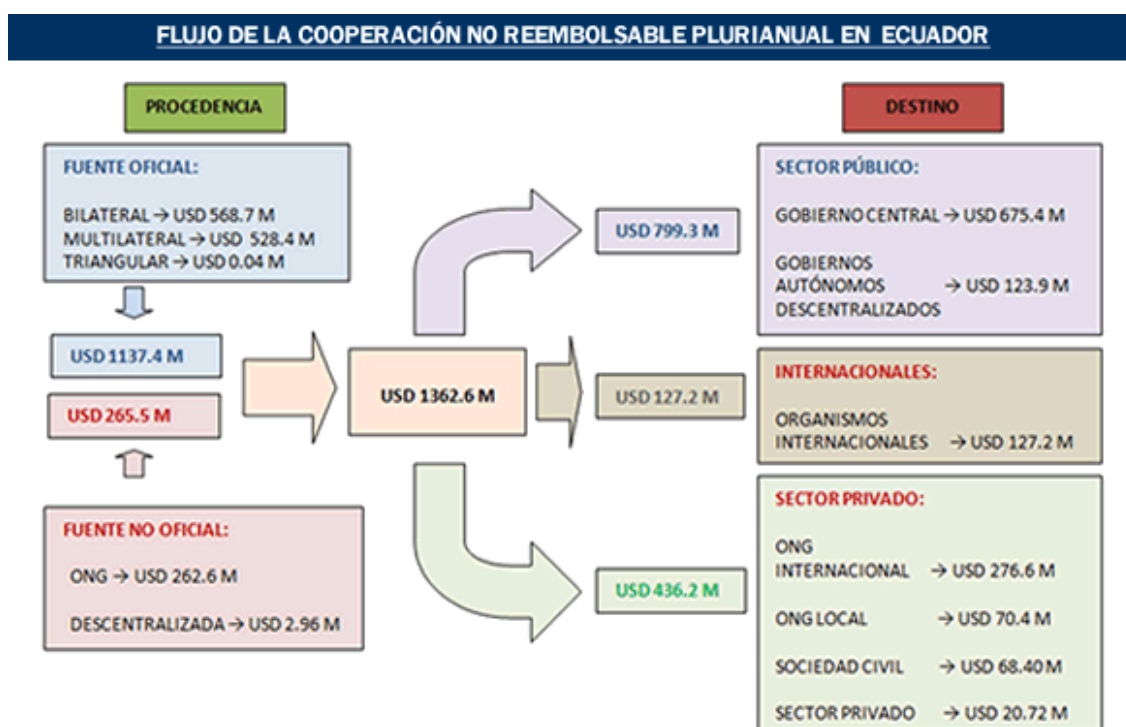 FLUJO DE LA COOPERACIÓN NO REEMBOLSABLE PLURIANUAL EN ECUADOR
PROCEDENCIA
FUENTE OFICIAL:
BILATERAL → USD 568.7 M
MULTILATERAL → USD 528.4 M
TRIANGULAR → USD 0.04 M
USD 1137.4 M
USD 265.5 M
FUENTE NO OFICIAL:
ONG → USD 262.6 M
DESCENTRALIZADA → USD 2.96 M
USD 1362.6 M
USD 799.3 M
USD 127.2 M
USD 436.2 M
DESTINO
SECTOR PÚBLICO:
GOBIERNO CENTRAL → USD 675.4 M
GOBIERNOS
AUTÓNOMOS → USD 123.9 M
DESCENTRALIZADOS
INTERNACIONALES:
ORGANISMOS
INTERNACIONALES → USD 127.2 M
SECTOR PRIVADO:
ONG
INTERNACIONAL → USD 276.6 M
ONG LOCAL → USD 70.4 M
SOCIEDAD CIVIL → USD 68.40 M
SECTOR PRIVADO → USD 20.72 M